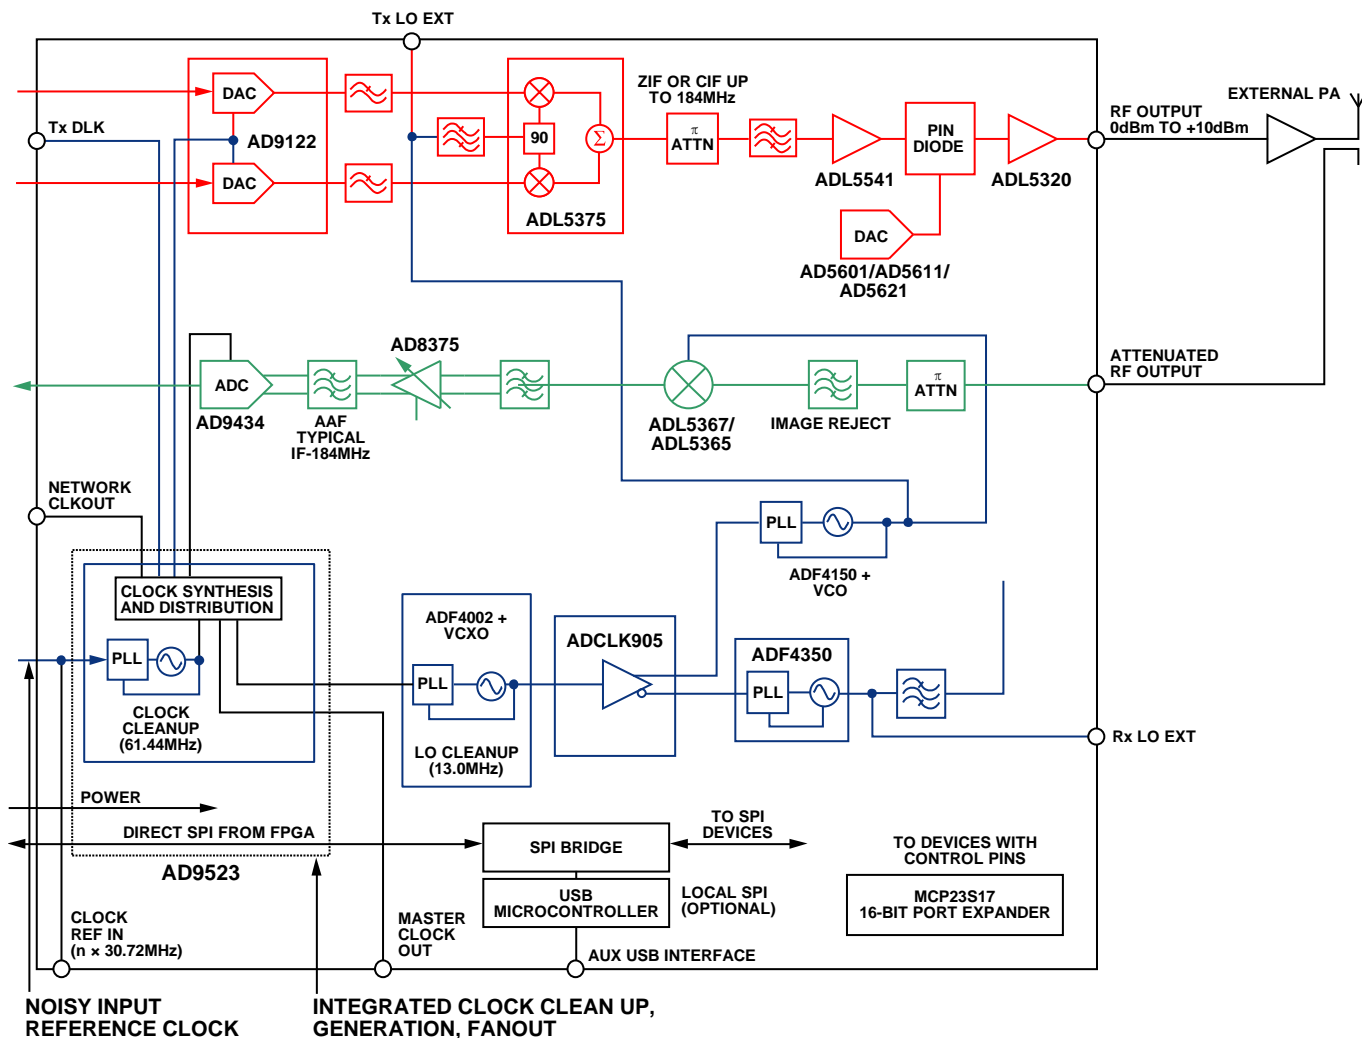 Tx LO EXT
Tx DLK
DAC
AD9122
DAC
90
Σ
ADL5375
ZIF OR CIF UP
TO 184MHz
π
ATTN
ADL5541
PIN
DIODE
ADL5320
DAC
AD5601/AD5611/
AD5621
RF OUTPUT
0dBm TO +10dBm
EXTERNAL PA
ATTENUATED
RF OUTPUT
ADC
AD9434
AAF
TYPICAL
IF-184MHz
AD8375
ADL5367/
ADL5365
IMAGE REJECT
π
ATTN
NETWORK
CLKOUT
CLOCK SYNTHESIS
AND DISTRIBUTION
PLL
CLOCK
CLEANUP
(61.44MHz)
ADF4002 +
VCXO
PLL
LO CLEANUP
(13.0MHz)
ADCLK905
PLL
ADF4150 +
VCO
ADF4350
PLL
Rx LO EXT
POWER
DIRECT SPI FROM FPGA
AD9523
SPI BRIDGE
TO SPI
DEVICES
USB
MICROCONTROLLER
LOCAL SPI
(OPTIONAL)
TO DEVICES WITH
CONTROL PINS
MCP23S17
16-BIT PORT EXPANDER
CLOCK
REF IN
(n × 30.72MHz)
MASTER
CLOCK
OUT
AUX USB INTERFACE
NOISY INPUT
REFERENCE CLOCK
INTEGRATED CLOCK CLEAN UP,
GENERATION, FANOUT